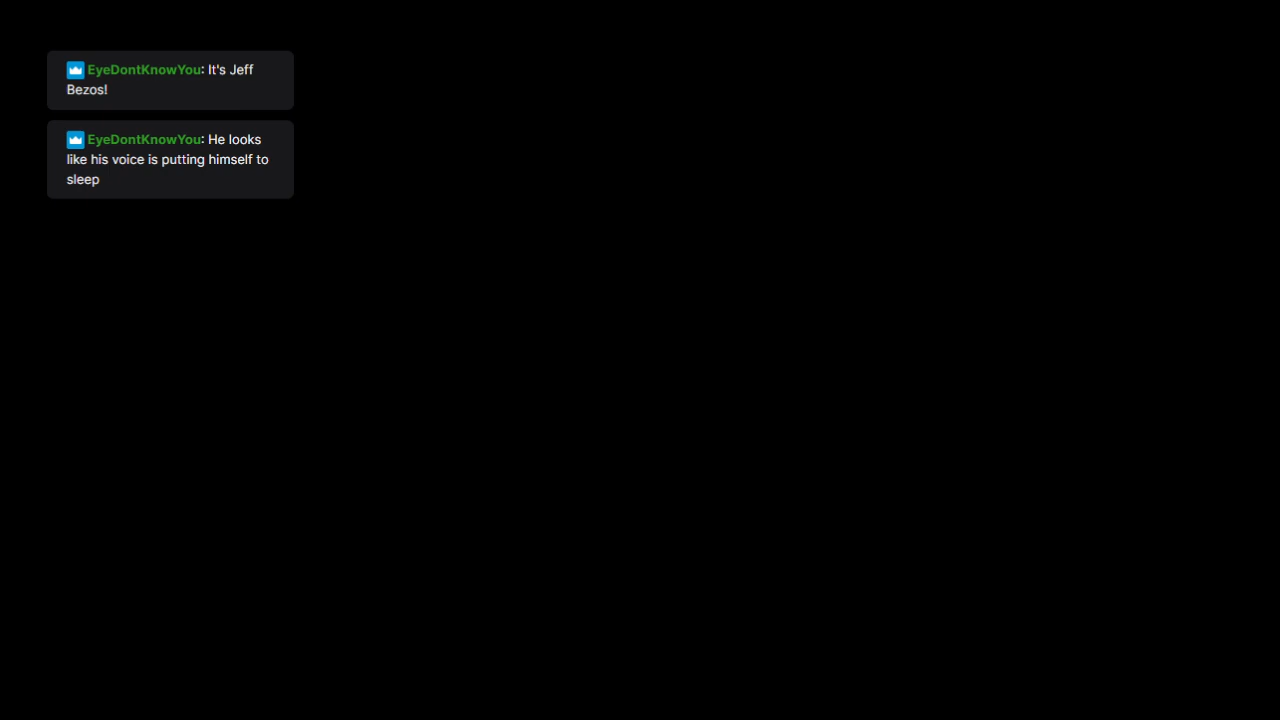 EyeDontKnowYou: It's Jeff
Bezos!
EyeDontKnowYou: He looks
like his voice is putting himself to
sleep